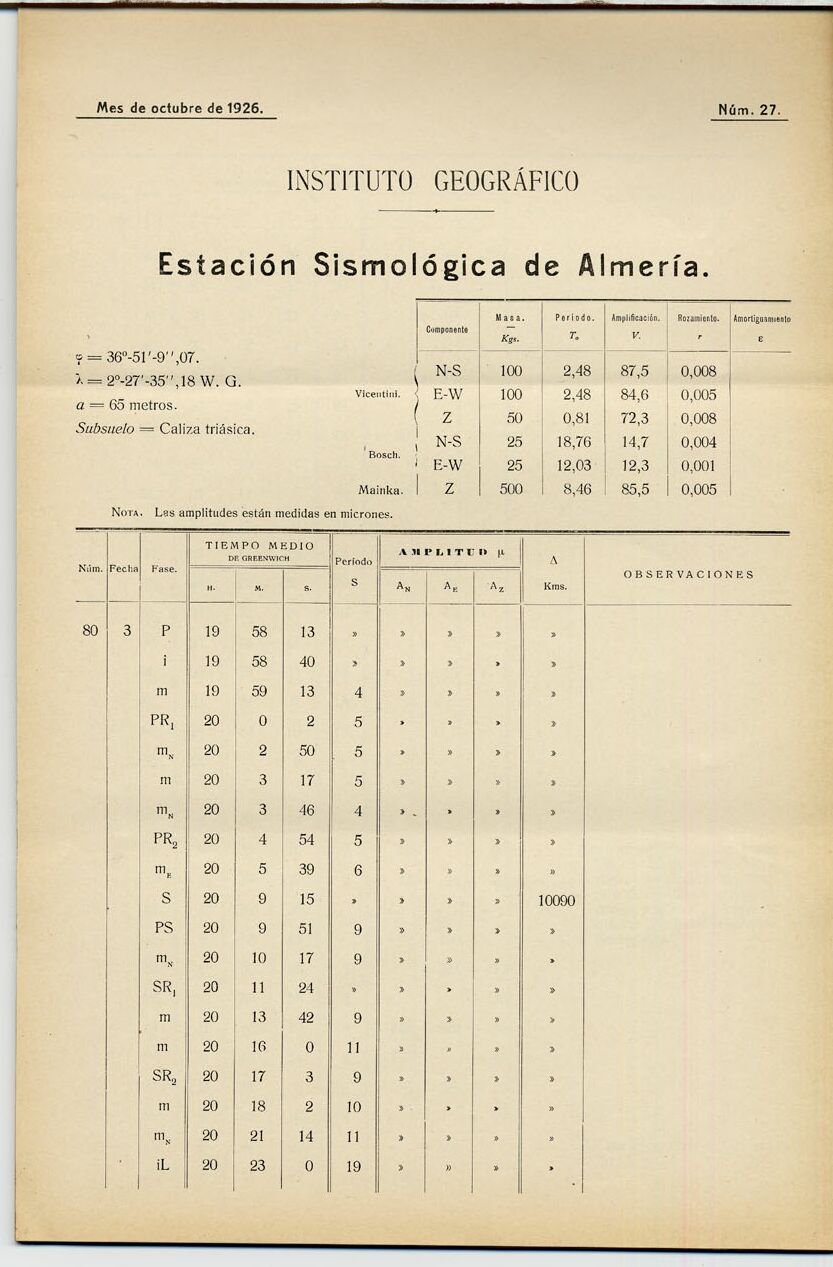 Mes de octubre de 1926.
Núm. 27.
INSTITUTO GEOGRÁFICO
Estación Sismológica de Almería.
φ = 36º-51'-9'',07.
λ = 2º-27'-35'',18 W. G.
a = 65 metros.
Subsuelo = Caliza triásica.
Componente Masa. — Kgs. Periodo. T₀ Amplificación. V. Rozamiento. r Amortiguamiento ε
Vicentini. N-S 100 2,48 87,5 0,008
E-W 100 2,48 84,6 0,005
Z 50 0,81 72,3 0,008
Bosch. N-S 25 18,76 14,7 0,004
E-W 25 12,03 12,3 0,001
Mainka. Z 500 8,46 85,5 0,005
NOTA. Las amplitudes están medidas en micrones.
Núm. Fecha Fase. TIEMPO MEDIO DE GREENWICH H. M. S. Período S AMPLITUD μ A_N A_E A_Z Δ Kms. OBSERVACIONES
80 3 P 19 58 13 » » » » »
i 19 58 40 » » » » »
m 19 59 13 4 » » » »
PR₁ 20 0 2 5 » » » »
m_N 20 2 50 5 » » » »
m 20 3 17 5 » » » »
m_N 20 3 46 4 » » » »
PR₂ 20 4 54 5 » » » »
m_E 20 5 39 6 » » » »
S 20 9 15 » » » » 10090
PS 20 9 51 9 » » » »
m_N 20 10 17 9 » » » »
SR₁ 20 11 24 » » » » »
m 20 13 42 9 » » » »
m 20 16 0 11 » » » »
SR₂ 20 17 3 9 » » » »
m 20 18 2 10 » » » »
m_N 20 21 14 11 » » » »
iL 20 23 0 19 » » » »